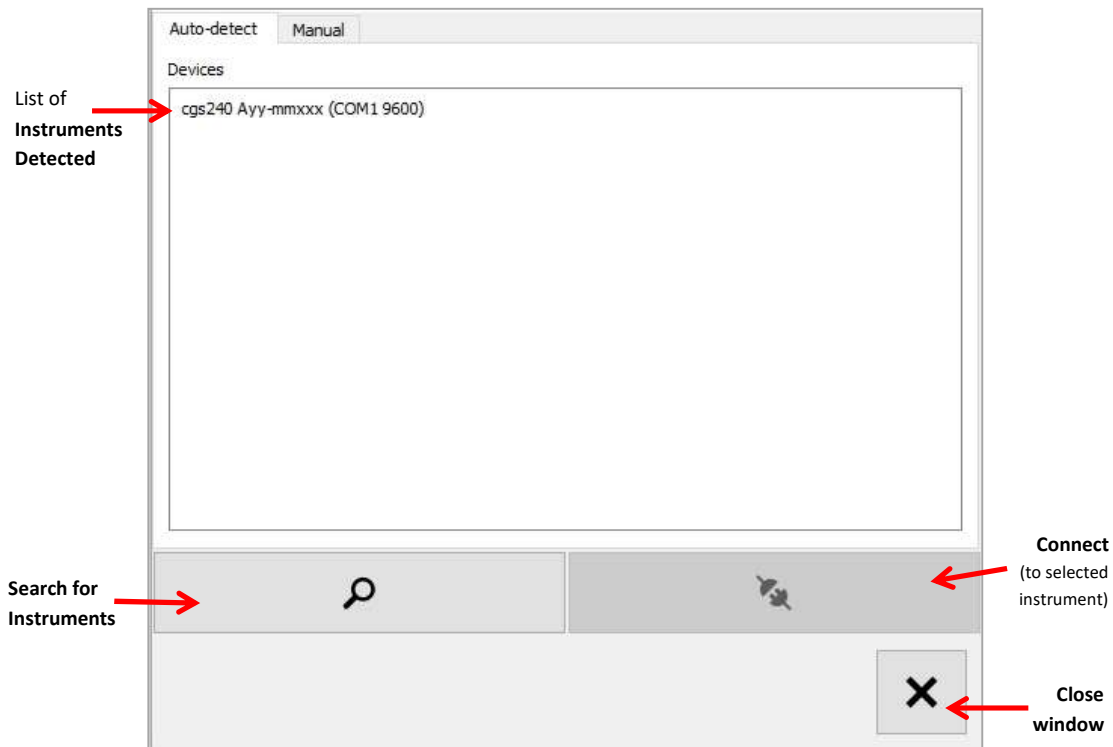 Auto-detect Manual
Devices
List of
Instruments
Detected
cgs240 Ayy-mmxxx (COM1 9600)
Connect
(to selected
instrument)
Search for
Instruments
Close
window